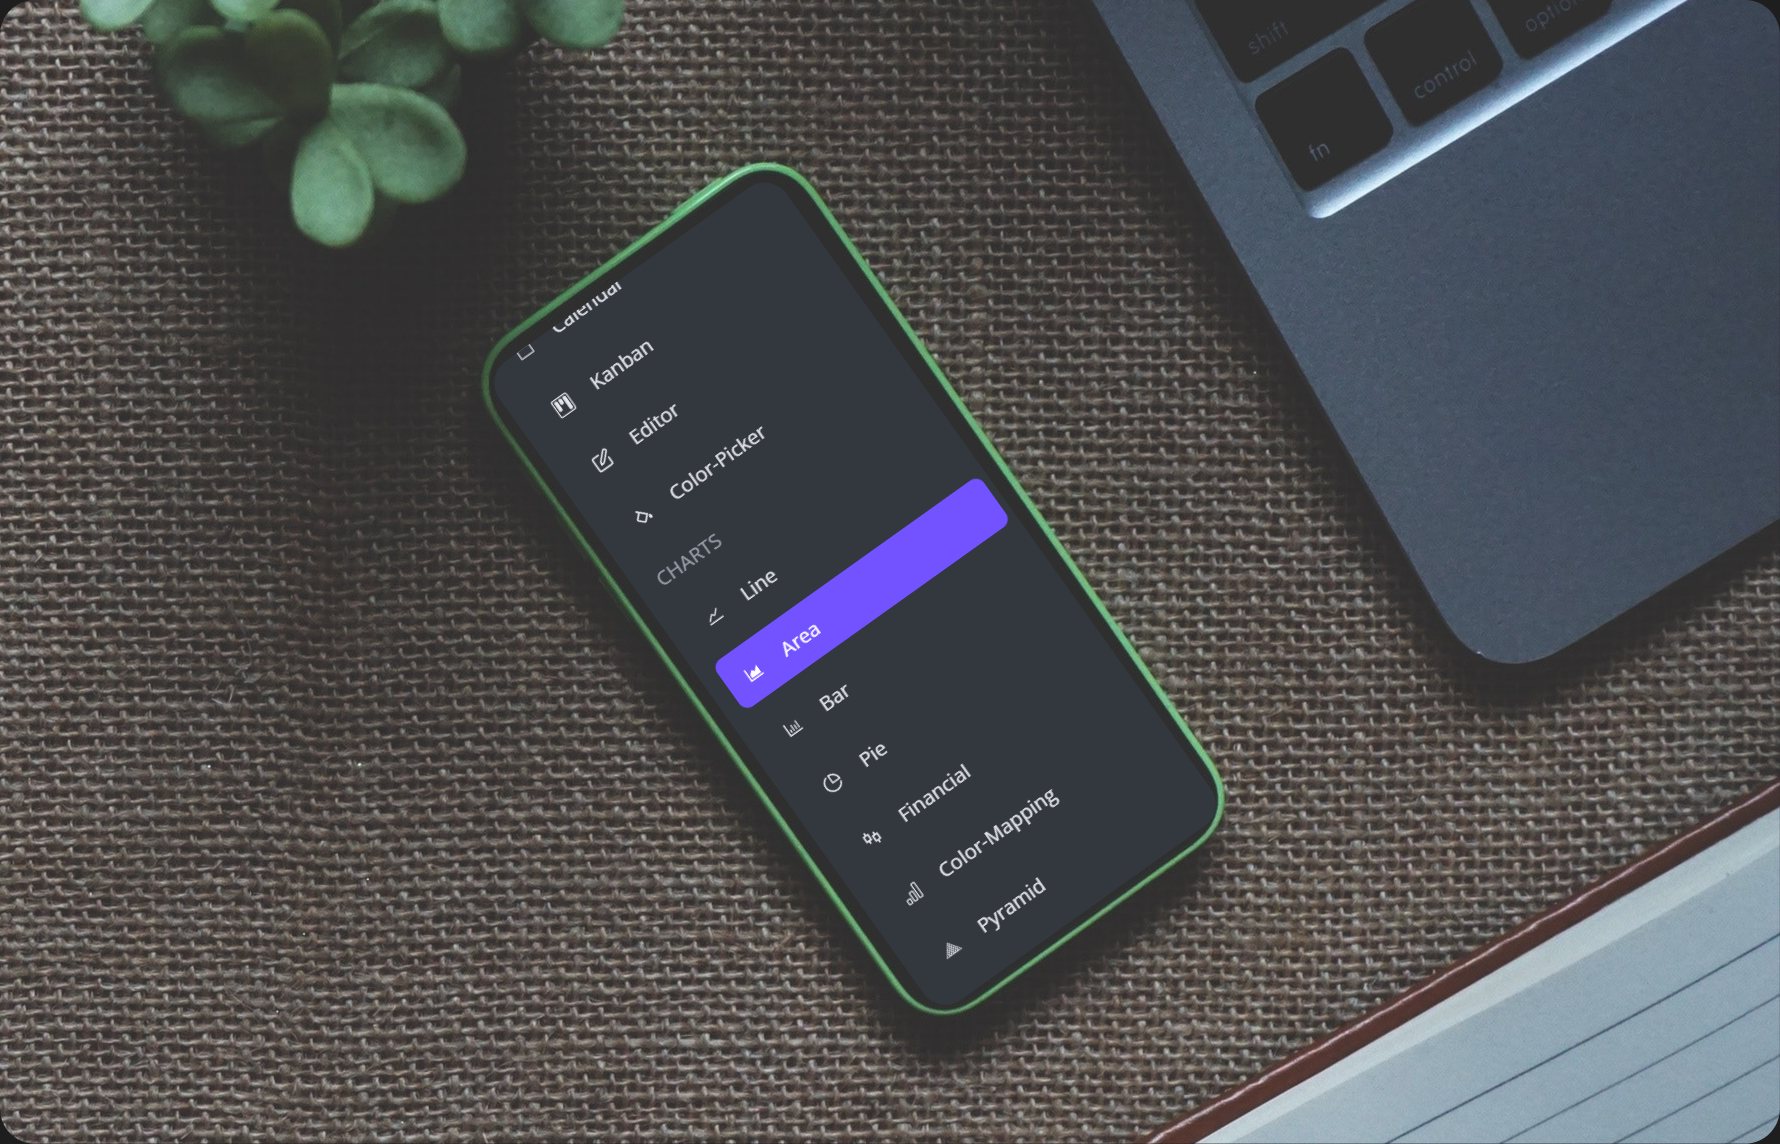 shift
option
control
fn
Calendar
Kanban
Editor
Color-Picker
CHARTS
Line
Area
Bar
Pie
Financial
Color-Mapping
Pyramid